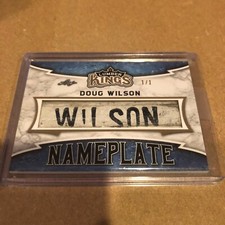 LUMBER
KINGS
1/1
DOUG WILSON
WILSON
NAMEPLATE